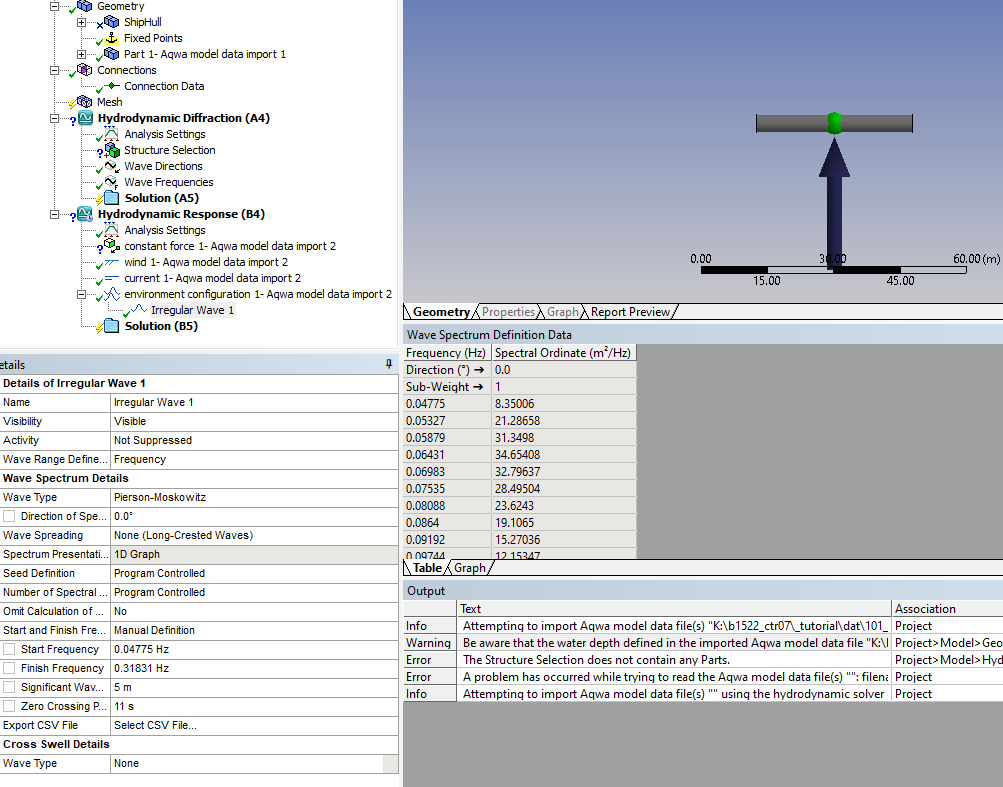 Geometry
ShipHull
Fixed Points
Part 1- Aqwa model data import 1
Connections
Connection Data
Mesh
Hydrodynamic Diffraction (A4)
Analysis Settings
Structure Selection
Wave Directions
Wave Frequencies
Solution (A5)
Hydrodynamic Response (B4)
Analysis Settings
constant force 1- Aqwa model data import 2
wind 1- Aqwa model data import 2
current 1- Aqwa model data import 2
environment configuration 1- Aqwa model data import 2
Irregular Wave 1
Solution (B5)
etails
Details of Irregular Wave 1
Name Irregular Wave 1
Visibility Visible
Activity Not Suppressed
Wave Range Define... Frequency
Wave Spectrum Details
Wave Type Pierson-Moskowitz
Direction of Spe... 0.0°
Wave Spreading None (Long-Crested Waves)
Spectrum Presentati... 1D Graph
Seed Definition Program Controlled
Number of Spectral ... Program Controlled
Omit Calculation of ... No
Start and Finish Fre... Manual Definition
Start Frequency 0.04775 Hz
Finish Frequency 0.31831 Hz
Significant Wav... 5 m
Zero Crossing P... 11 s
Export CSV File Select CSV File...
Cross Swell Details
Wave Type None
0.00 30.00 60.00 (m)
15.00 45.00
Geometry Properties Graph Report Preview
Wave Spectrum Definition Data
Frequency (Hz) Spectral Ordinate (m²/Hz)
Direction (°) ➔ 0.0
Sub-Weight ➔ 1
0.04775 8.35006
0.05327 21.28658
0.05879 31.3498
0.06431 34.65408
0.06983 32.79637
0.07535 28.49504
0.08088 23.6243
0.0864 19.1065
0.09192 15.27036
0.09744 12.15347
Table Graph
Output
Text Association
Info Attempting to import Aqwa model data file(s) "K:\b1522_ctr07\_tutorial\dat\101_ Project
Warning Be aware that the water depth defined in the imported Aqwa model data file "K:\ Project>Model>Geo
Error The Structure Selection does not contain any Parts. Project>Model>Hyd
Error A problem has occurred while trying to read the Aqwa model data file(s) "": filena Project
Info Attempting to import Aqwa model data file(s) "" using the hydrodynamic solver Project